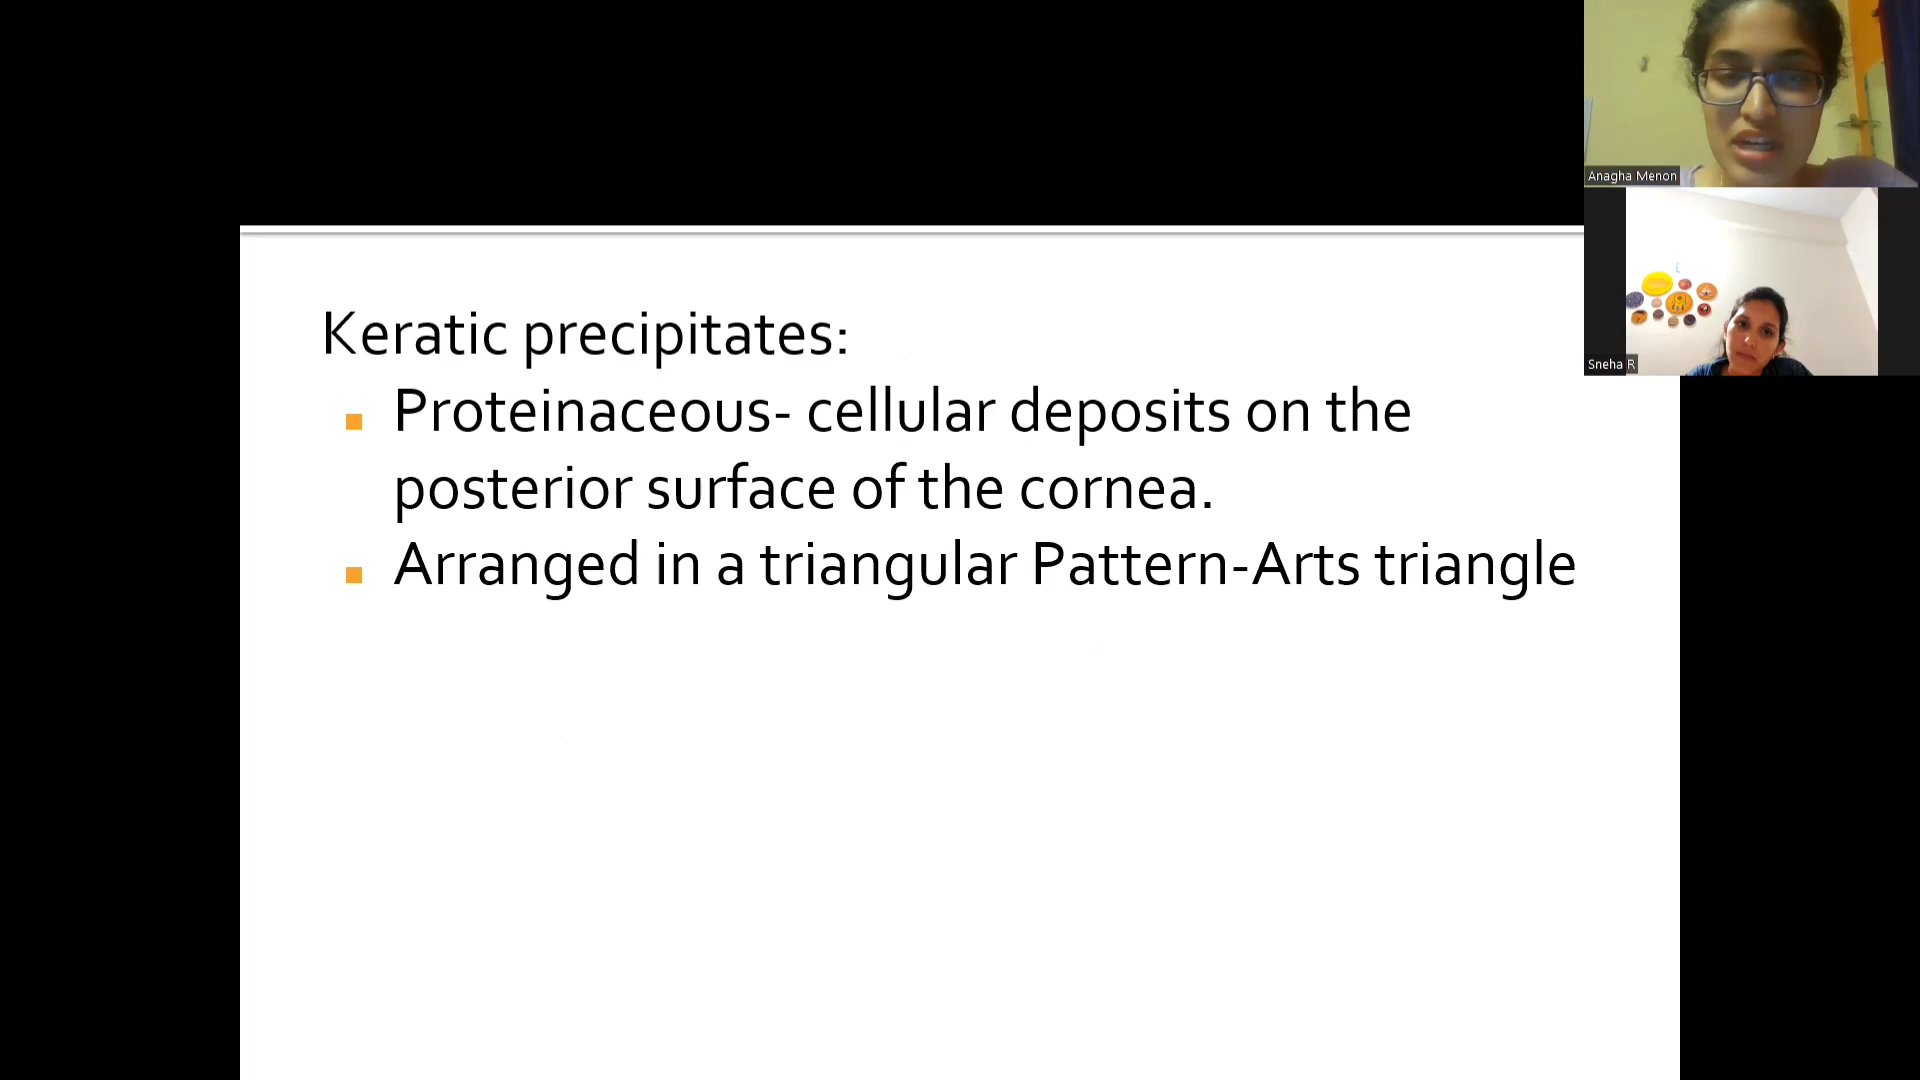 Keratic precipitates:
Proteinaceous- cellular deposits on the
posterior surface of the cornea.
Arranged in a triangular Pattern-Arts triangle
Anagha Menon
Sneha R